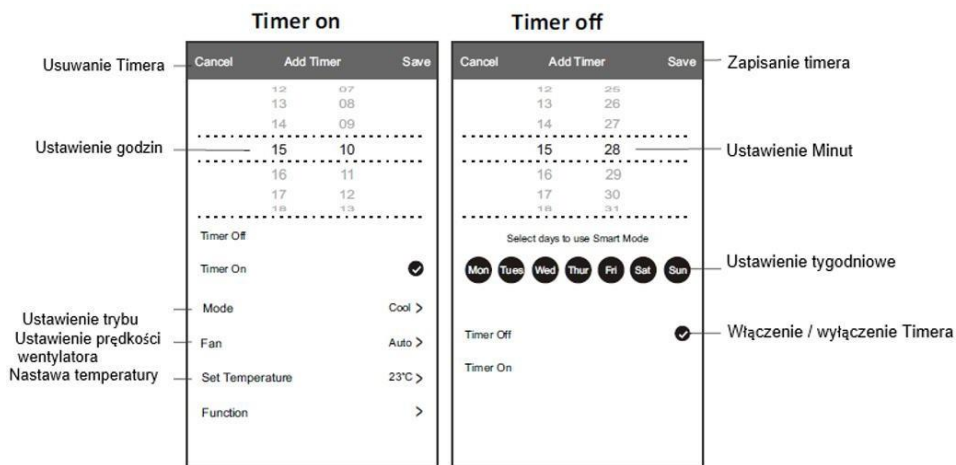 Timer on
Timer off
Usuwanie Timera
Cancel Add Timer Save
Cancel Add Timer Save
Zapisanie timera
12 07
13 08
14 09
Ustawienie godzin
15 10
16 11
17 12
18 13
12 25
13 26
14 27
15 28
Ustawienie Minut
16 29
17 30
18 31
Timer Off
Timer On
Ustawienie trybu
Mode Cool >
Ustawienie prędkości
wentylatora
Fan Auto >
Nastawa temperatury
Set Temperature 23°C >
Function >
Select days to use Smart Mode
Mon Tues Wed Thur Fri Sat Sun
Ustawienie tygodniowe
Timer Off
Włączenie / wyłączenie Timera
Timer On